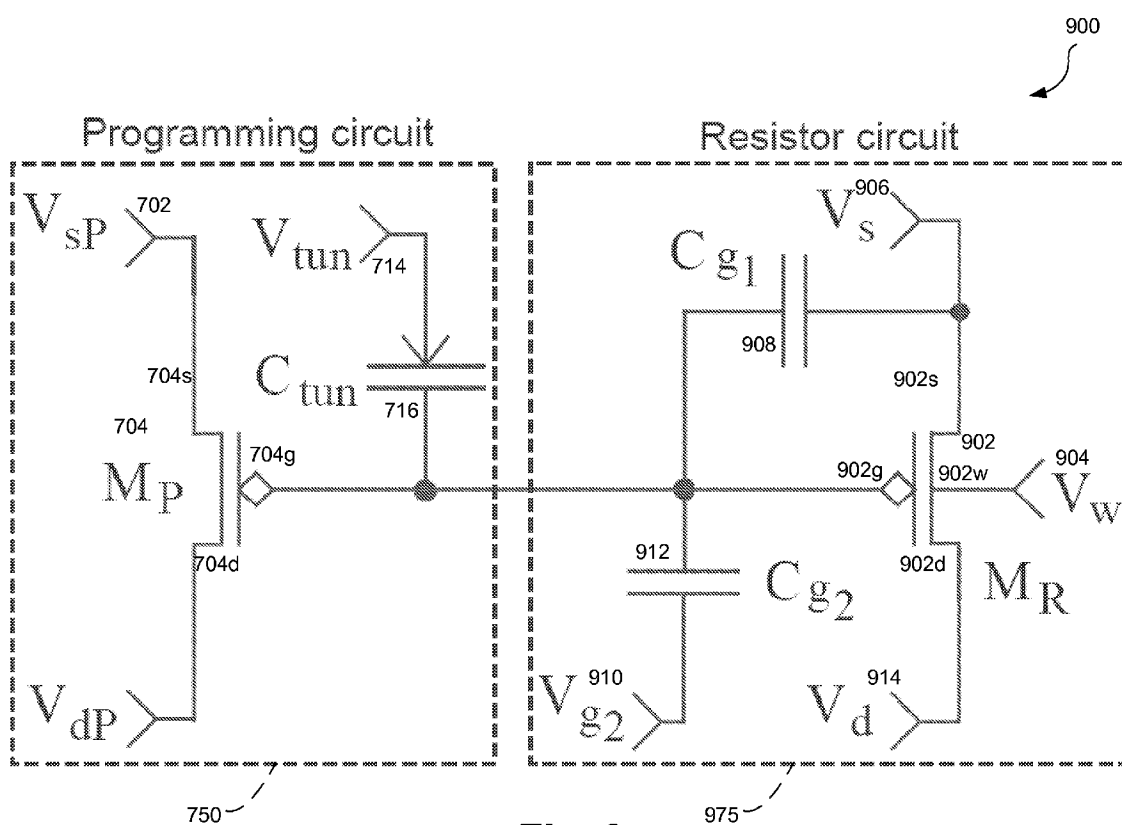 900
Programming circuit
Resistor circuit
V_sP 702
V_tun 714
V_s 906
C_g1 908
704s
C_tun 716
902s
704
M_P
704g
704d
902g
902
902w
904
V_w
902d
M_R
912
C_g2
V_dP
V_g2 910
V_d 914
750
975